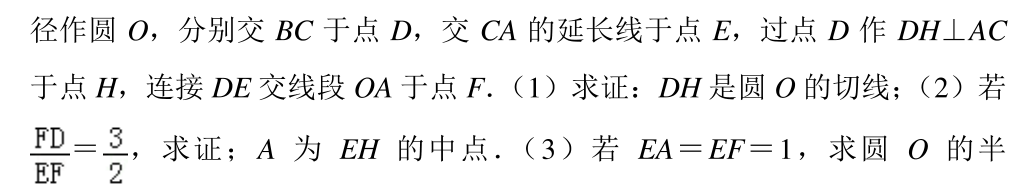 径作圆 O，分别交 BC 于点 D，交 CA 的延长线于点 E，过点 D 作 DH⊥AC
于点 H，连接 DE 交线段 OA 于点 F.（1）求证：DH 是圆 O 的切线;（2）若
FD/EF=3/2，求证；A 为 EH 的中点.（3）若 EA=EF=1，求圆 O 的半